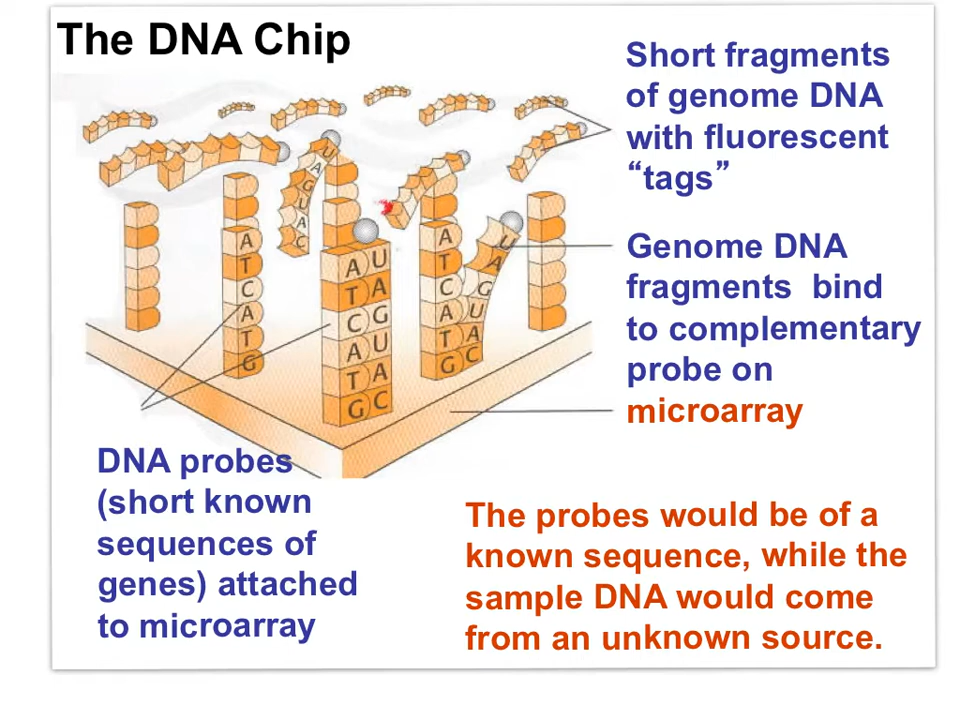 The DNA Chip
Short fragments
of genome DNA
with fluorescent
“tags”
Genome DNA
fragments bind
to complementary
probe on
microarray
A
T
C
A
T
G
U
A
G
U
A
C
A U
T A
C G
A U
T A
G C
A U
T A
C G
A U
T A
G C
DNA probes
(short known
sequences of
genes) attached
to microarray
The probes would be of a
known sequence, while the
sample DNA would come
from an unknown source.